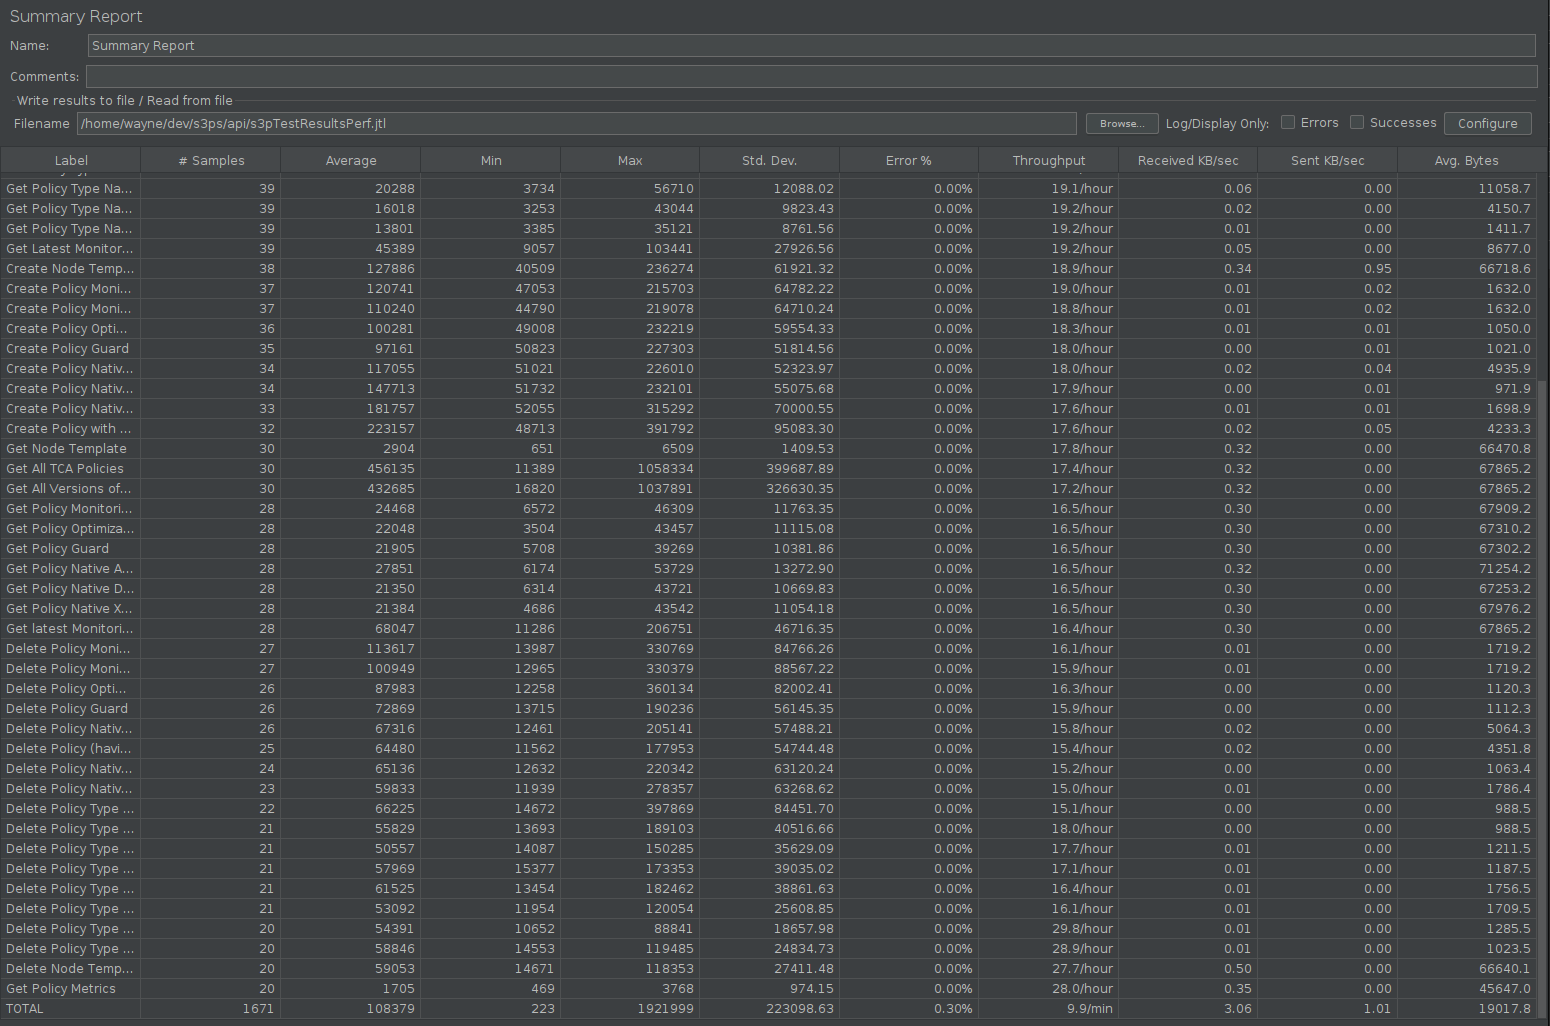 Summary Report
Name: Summary Report
Comments:
Write results to file / Read from file
Filename /home/wayne/dev/s3ps/api/s3pTestResultsPerf.jtl Browse... Log/Display Only: Errors Successes Configure
Label # Samples Average Min Max Std. Dev. Error % Throughput Received KB/sec Sent KB/sec Avg. Bytes
Get Policy Type Na... 39 20288 3734 56710 12088.02 0.00% 19.1/hour 0.06 0.00 11058.7
Get Policy Type Na... 39 16018 3253 43044 9823.43 0.00% 19.2/hour 0.02 0.00 4150.7
Get Policy Type Na... 39 13801 3385 35121 8761.56 0.00% 19.2/hour 0.01 0.00 1411.7
Get Latest Monitor... 39 45389 9057 103441 27926.56 0.00% 19.2/hour 0.05 0.00 8677.0
Create Node Temp... 38 127886 40509 236274 61921.32 0.00% 18.9/hour 0.34 0.95 66718.6
Create Policy Moni... 37 120741 47053 215703 64782.22 0.00% 19.0/hour 0.01 0.02 1632.0
Create Policy Moni... 37 110240 44790 219078 64710.24 0.00% 18.8/hour 0.01 0.02 1632.0
Create Policy Opti... 36 100281 49008 232219 59554.33 0.00% 18.3/hour 0.01 0.01 1050.0
Create Policy Guard 35 97161 50823 227303 51814.56 0.00% 18.0/hour 0.00 0.01 1021.0
Create Policy Nativ... 34 117055 51021 226010 52323.97 0.00% 18.0/hour 0.02 0.04 4935.9
Create Policy Nativ... 34 147713 51732 232101 55075.68 0.00% 17.9/hour 0.00 0.01 971.9
Create Policy Nativ... 33 181757 52055 315292 70000.55 0.00% 17.6/hour 0.01 0.01 1698.9
Create Policy with ... 32 223157 48713 391792 95083.30 0.00% 17.6/hour 0.02 0.05 4233.3
Get Node Template 30 2904 651 6509 1409.53 0.00% 17.8/hour 0.32 0.00 66470.8
Get All TCA Policies 30 456135 11389 1058334 399687.89 0.00% 17.4/hour 0.32 0.00 67865.2
Get All Versions of... 30 432685 16820 1037891 326630.35 0.00% 17.2/hour 0.32 0.00 67865.2
Get Policy Monitori... 28 24468 6572 46309 11763.35 0.00% 16.5/hour 0.30 0.00 67909.2
Get Policy Optimiza... 28 22048 3504 43457 11115.08 0.00% 16.5/hour 0.30 0.00 67310.2
Get Policy Guard 28 21905 5708 39269 10381.86 0.00% 16.5/hour 0.30 0.00 67302.2
Get Policy Native A... 28 27851 6174 53729 13272.90 0.00% 16.5/hour 0.32 0.00 71254.2
Get Policy Native D... 28 21350 6314 43721 10669.83 0.00% 16.5/hour 0.30 0.00 67253.2
Get Policy Native X... 28 21384 4686 43542 11054.18 0.00% 16.5/hour 0.30 0.00 67976.2
Get latest Monitori... 28 68047 11286 206751 46716.35 0.00% 16.4/hour 0.30 0.00 67865.2
Delete Policy Moni... 27 113617 13987 330769 84766.26 0.00% 16.1/hour 0.01 0.00 1719.2
Delete Policy Moni... 27 100949 12965 330379 88567.22 0.00% 15.9/hour 0.01 0.00 1719.2
Delete Policy Opti... 26 87983 12258 360134 82002.41 0.00% 16.3/hour 0.00 0.00 1120.3
Delete Policy Guard 26 72869 13715 190236 56145.35 0.00% 15.9/hour 0.00 0.00 1112.3
Delete Policy Nativ... 26 67316 12461 205141 57488.21 0.00% 15.8/hour 0.02 0.00 5064.3
Delete Policy (havi... 25 64480 11562 177953 54744.48 0.00% 15.4/hour 0.02 0.00 4351.8
Delete Policy Nativ... 24 65136 12632 220342 63120.24 0.00% 15.2/hour 0.00 0.00 1063.4
Delete Policy Nativ... 23 59833 11939 278357 63268.62 0.00% 15.0/hour 0.01 0.00 1786.4
Delete Policy Type ... 22 66225 14672 397869 84451.70 0.00% 15.1/hour 0.00 0.00 988.5
Delete Policy Type ... 21 55829 13693 189103 40516.66 0.00% 18.0/hour 0.00 0.00 988.5
Delete Policy Type ... 21 50557 14087 150285 35629.09 0.00% 17.7/hour 0.01 0.00 1211.5
Delete Policy Type ... 21 57969 15377 173353 39035.02 0.00% 17.1/hour 0.01 0.00 1187.5
Delete Policy Type ... 21 61525 13454 182462 38861.63 0.00% 16.4/hour 0.01 0.00 1756.5
Delete Policy Type ... 21 53092 11954 120054 25608.85 0.00% 16.1/hour 0.01 0.00 1709.5
Delete Policy Type ... 20 54391 10652 88841 18657.98 0.00% 29.8/hour 0.01 0.00 1285.5
Delete Policy Type ... 20 58846 14553 119485 24834.73 0.00% 28.9/hour 0.01 0.00 1023.5
Delete Node Temp... 20 59053 14671 118353 27411.48 0.00% 27.7/hour 0.50 0.00 66640.1
Get Policy Metrics 20 1705 469 3768 974.15 0.00% 28.0/hour 0.35 0.00 45647.0
TOTAL 1671 108379 223 1921999 223098.63 0.30% 9.9/min 3.06 1.01 19017.8